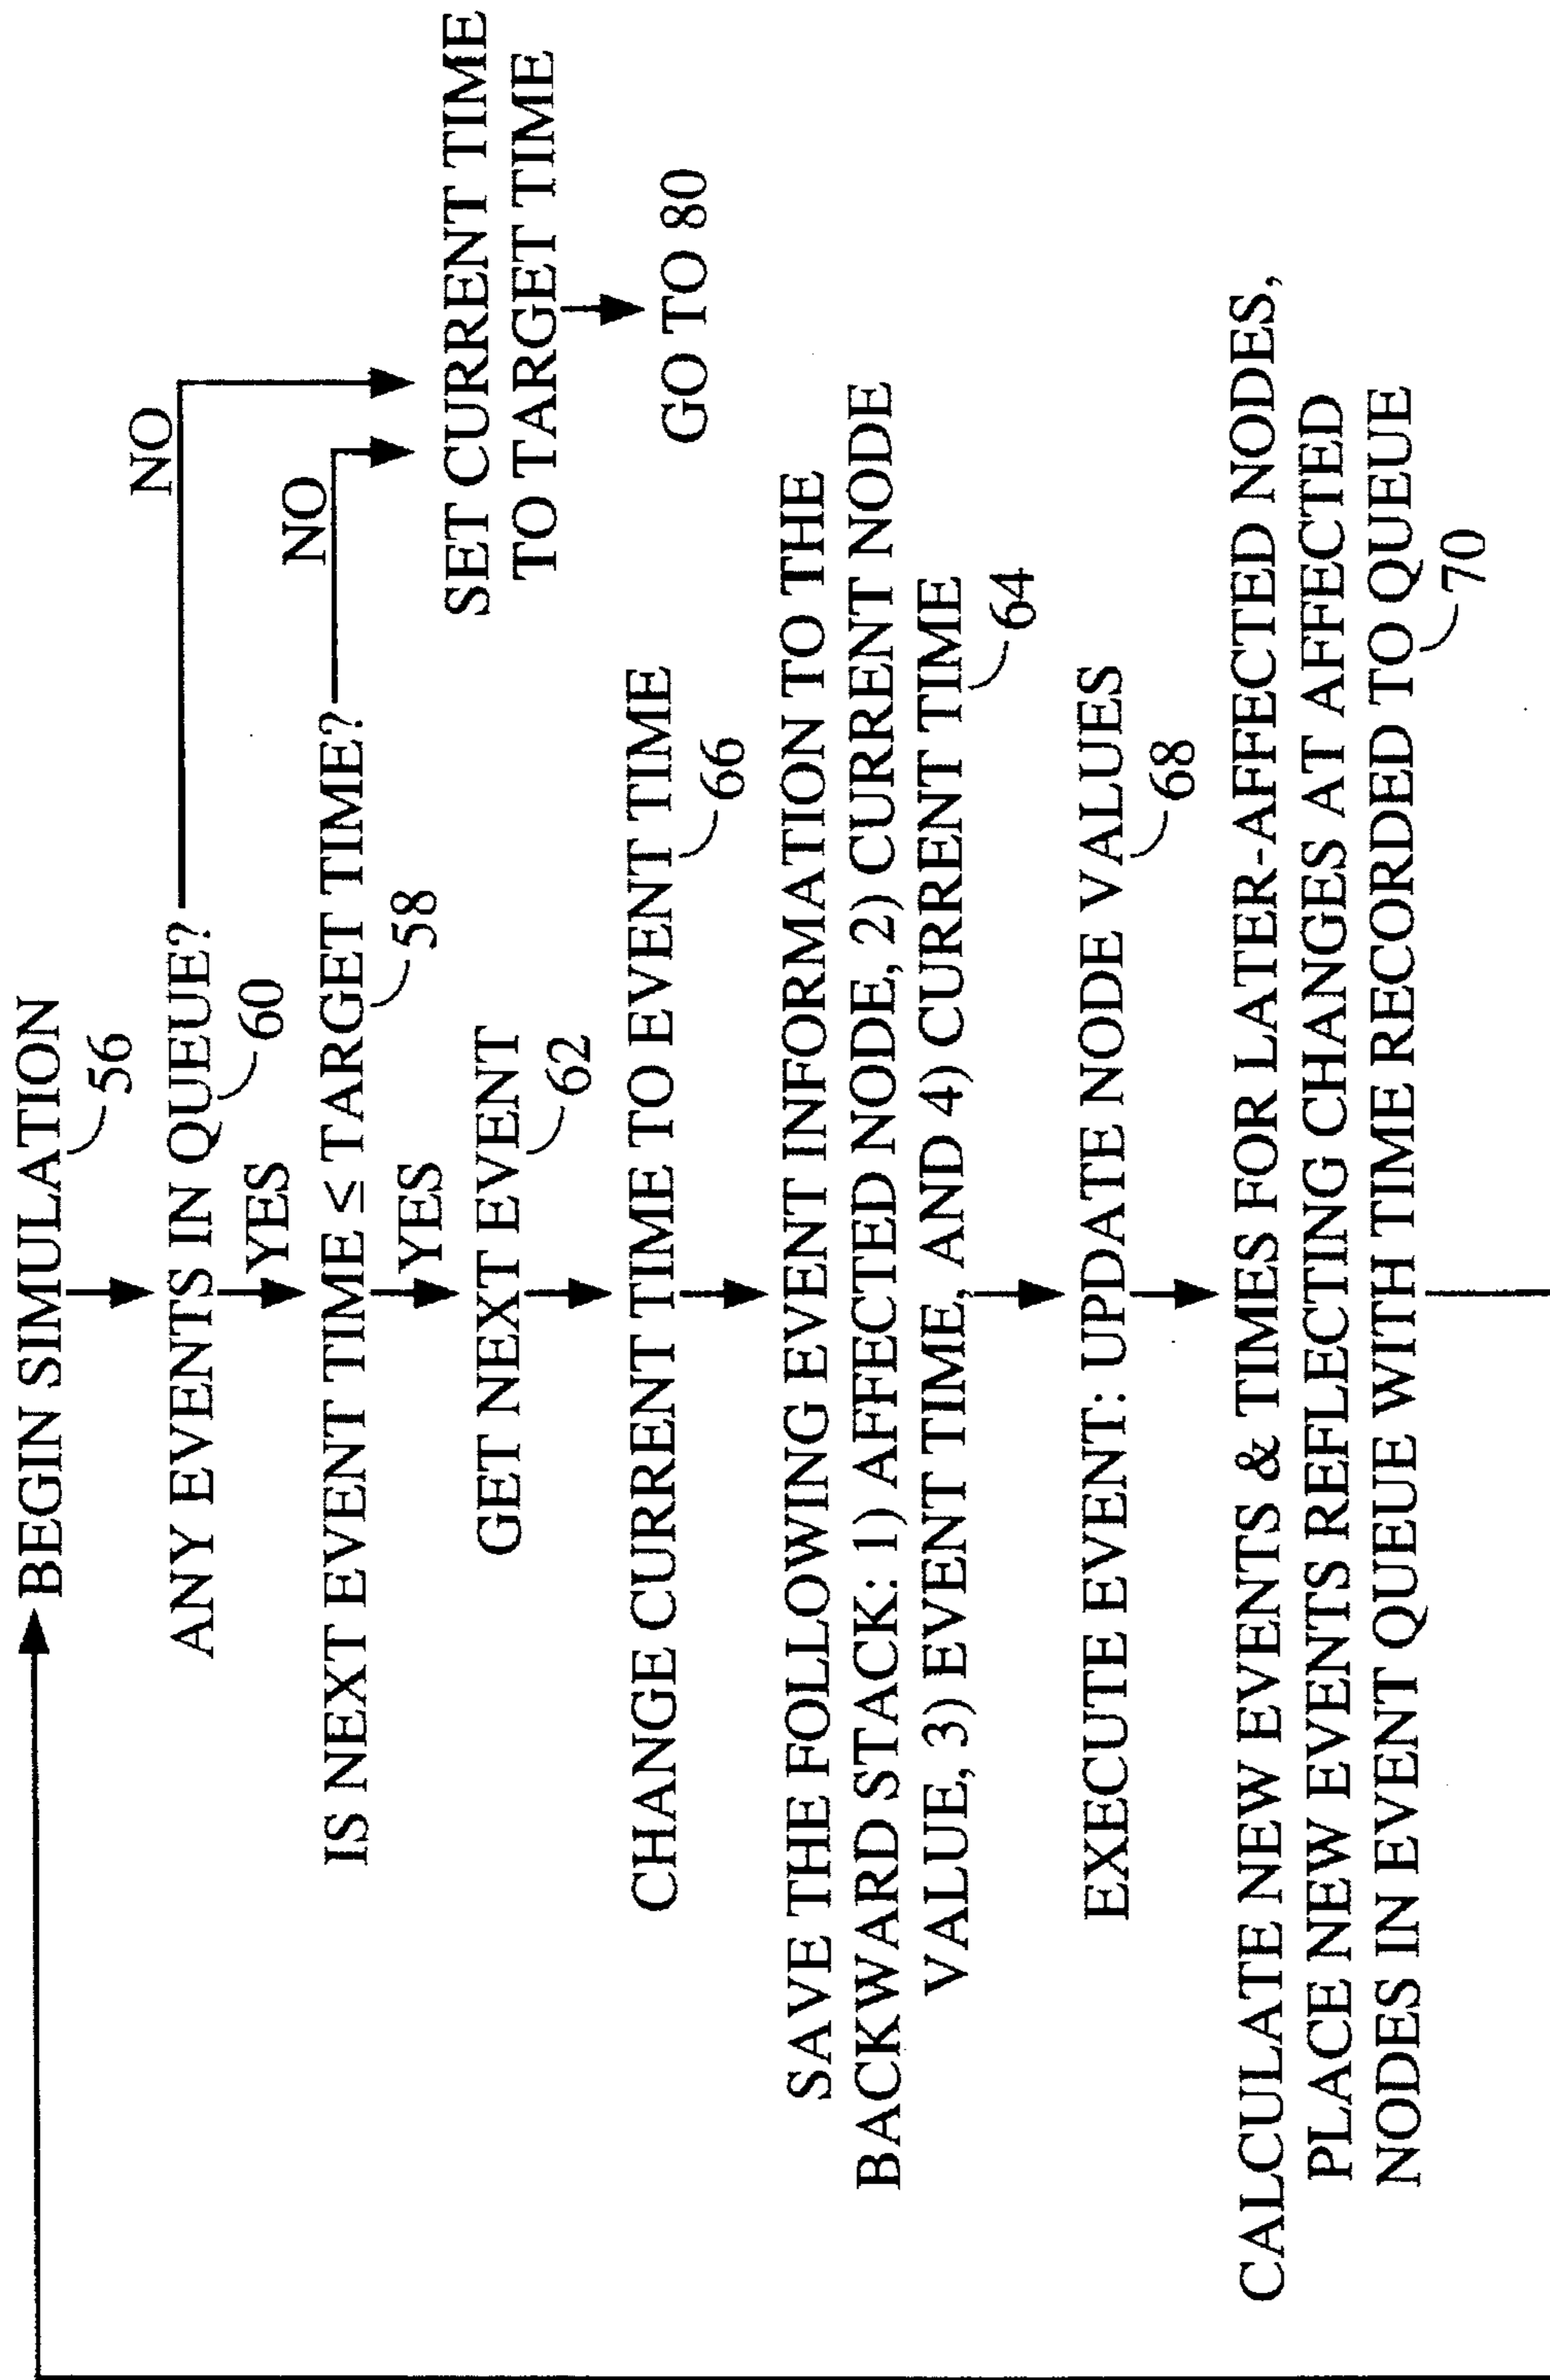 BEGIN SIMULATION
56
ANY EVENTS IN QUEUE?
60
NO
YES
IS NEXT EVENT TIME ≤ TARGET TIME?
58
NO
YES
SET CURRENT TIME
TO TARGET TIME
GO TO 80
GET NEXT EVENT
62
CHANGE CURRENT TIME TO EVENT TIME
66
SAVE THE FOLLOWING EVENT INFORMATION TO THE
BACKWARD STACK: 1) AFFECTED NODE, 2) CURRENT NODE
VALUE, 3) EVENT TIME, AND 4) CURRENT TIME
64
EXECUTE EVENT: UPDATE NODE VALUES
68
CALCULATE NEW EVENTS & TIMES FOR LATER-AFFECTED NODES,
PLACE NEW EVENTS REFLECTING CHANGES AT AFFECTED
NODES IN EVENT QUEUE WITH TIME RECORDED TO QUEUE
70